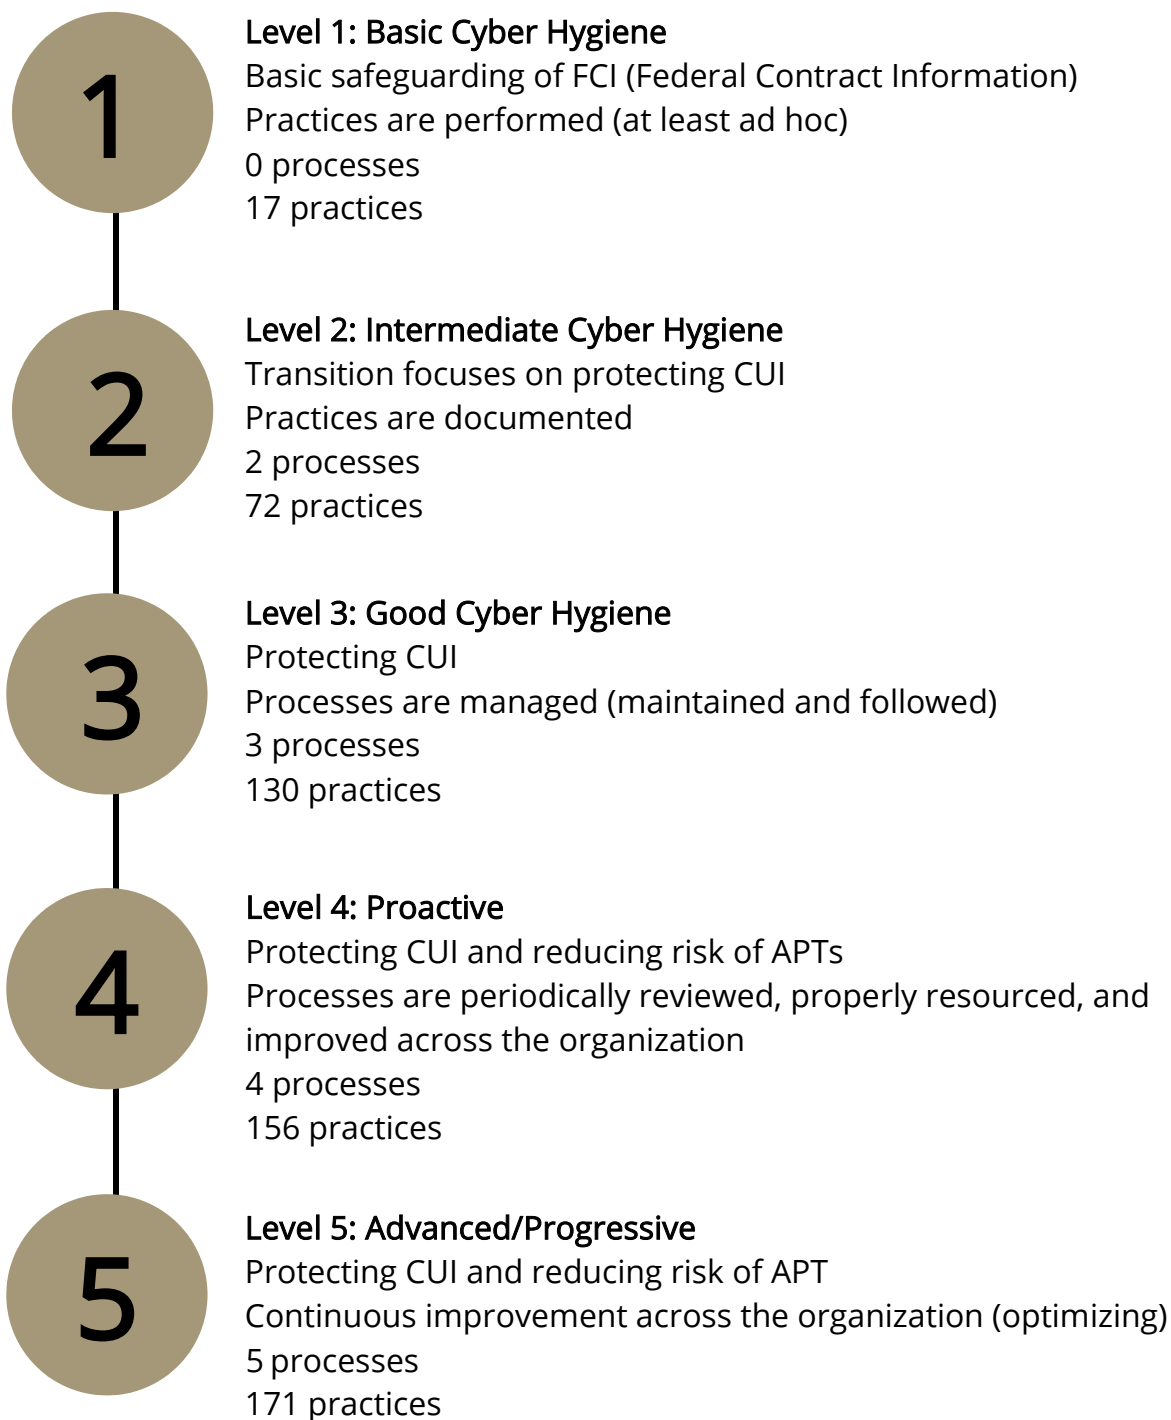 1
Level 1: Basic Cyber Hygiene
Basic safeguarding of FCI (Federal Contract Information)
Practices are performed (at least ad hoc)
0 processes
17 practices
2
Level 2: Intermediate Cyber Hygiene
Transition focuses on protecting CUI
Practices are documented
2 processes
72 practices
3
Level 3: Good Cyber Hygiene
Protecting CUI
Processes are managed (maintained and followed)
3 processes
130 practices
4
Level 4: Proactive
Protecting CUI and reducing risk of APTs
Processes are periodically reviewed, properly resourced, and
improved across the organization
4 processes
156 practices
5
Level 5: Advanced/Progressive
Protecting CUI and reducing risk of APT
Continuous improvement across the organization (optimizing)
5 processes
171 practices